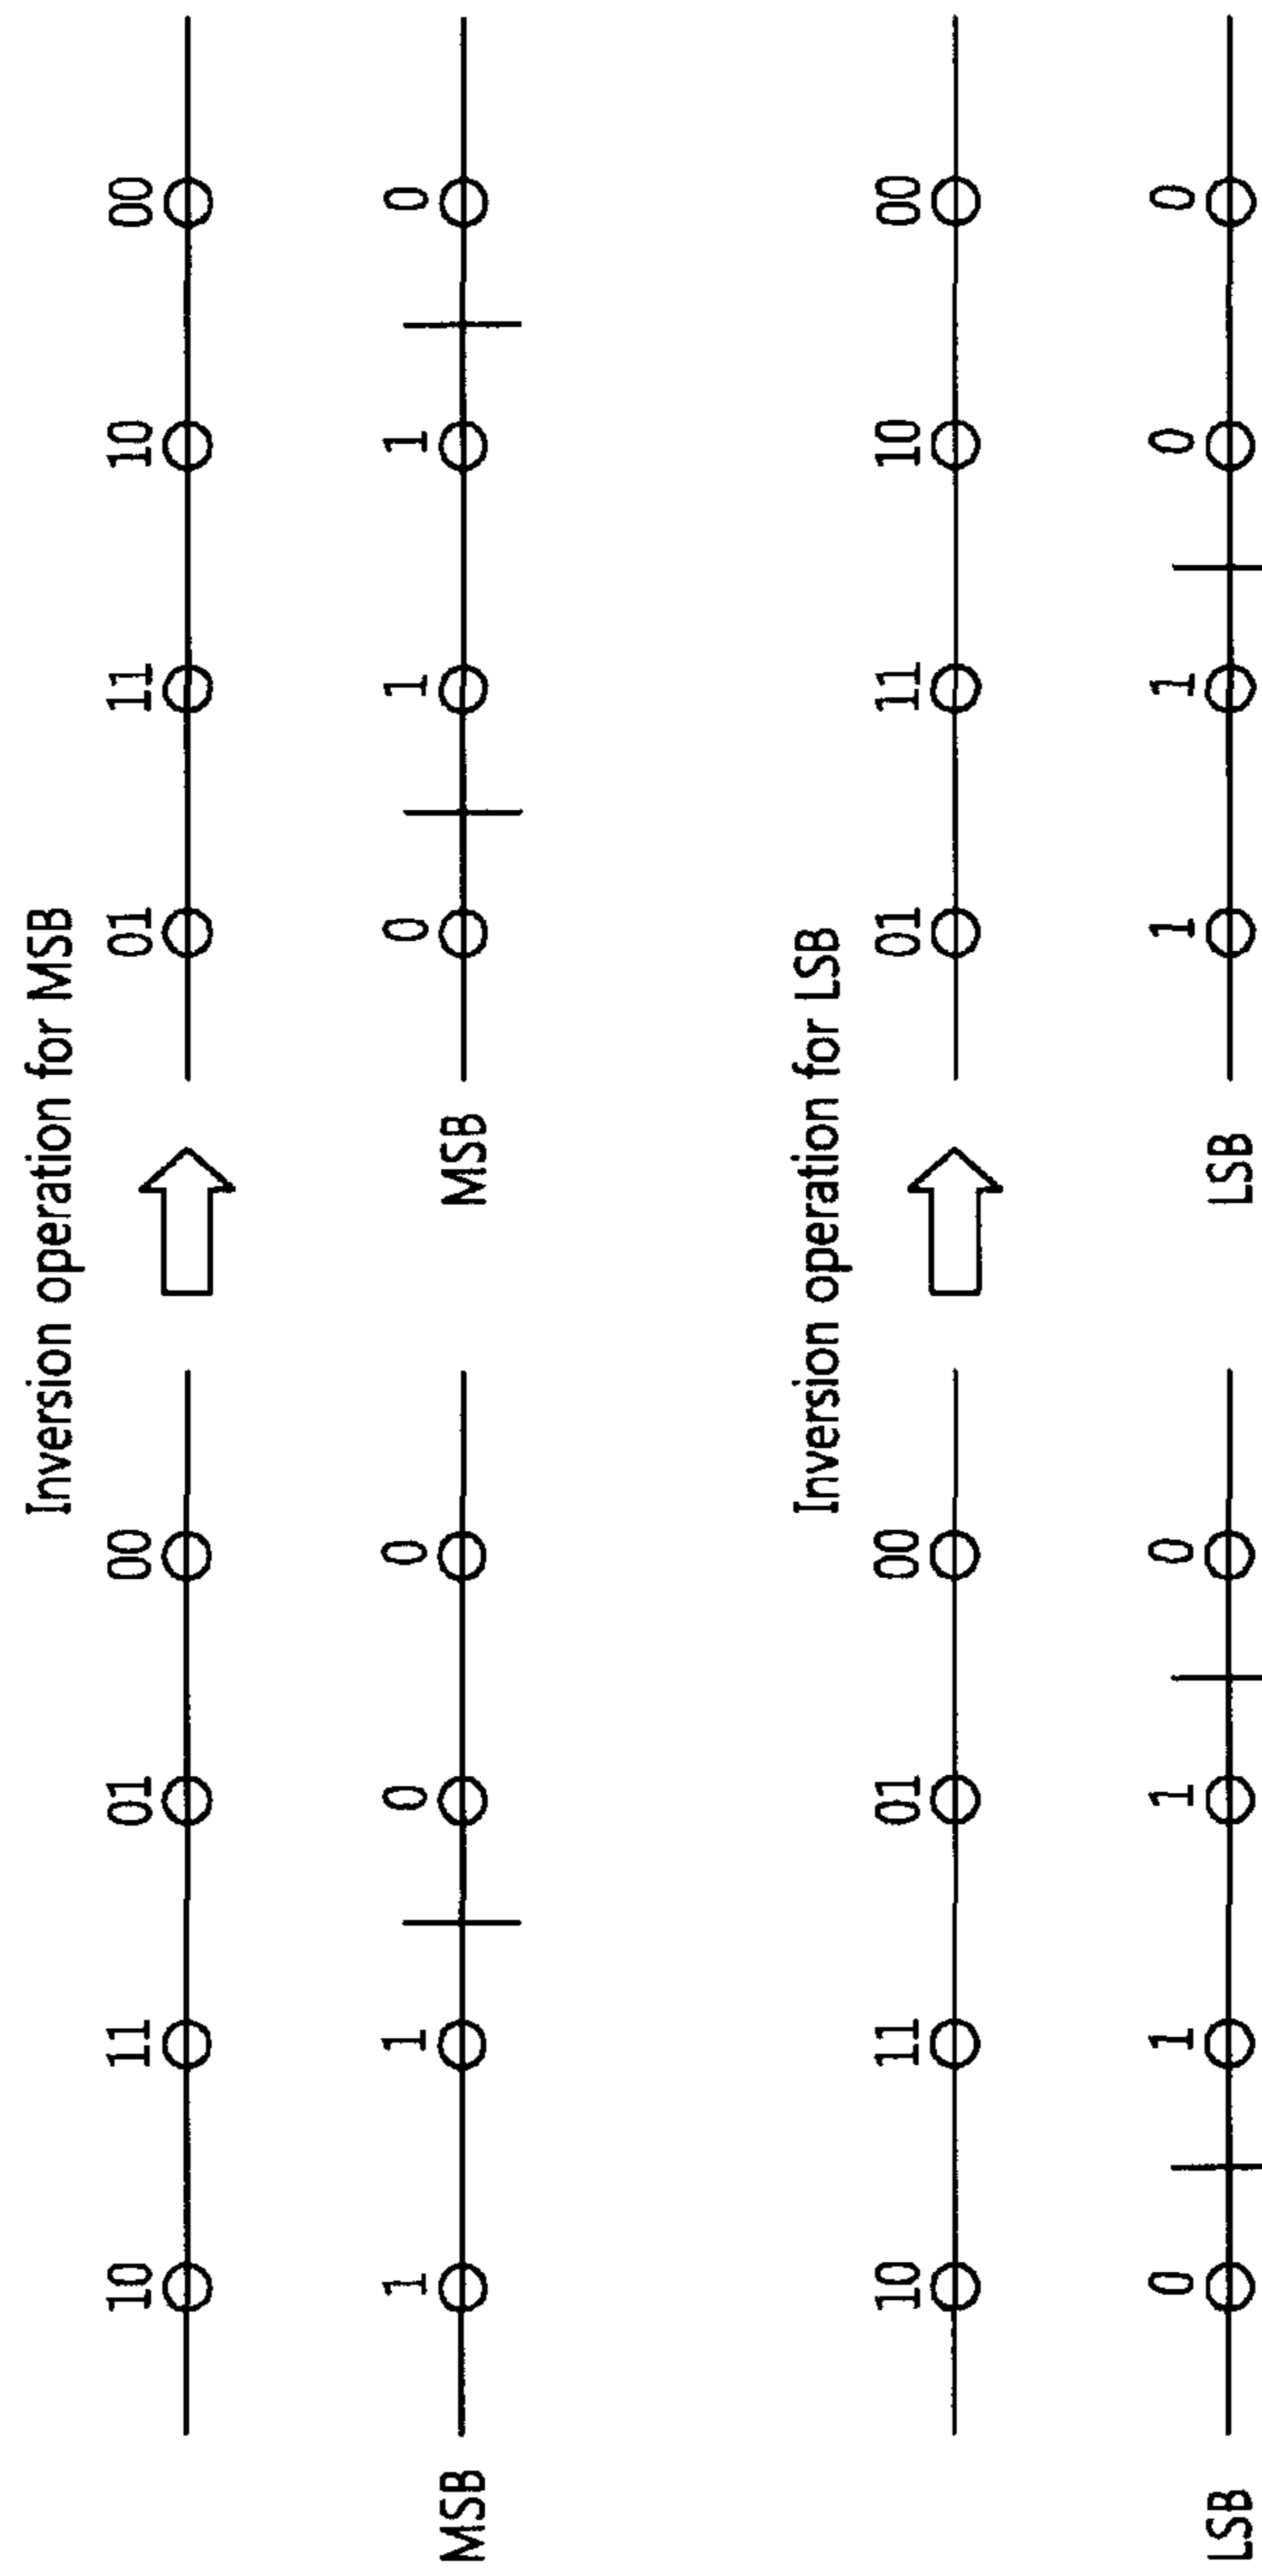 Inversion operation for MSB
10 11 01 00 01 11 10 00
MSB 1 1 0 0 MSB 0 1 1 0
Inversion operation for LSB
10 11 01 00 01 11 10 00
LSB 0 1 1 0 LSB 1 1 0 0